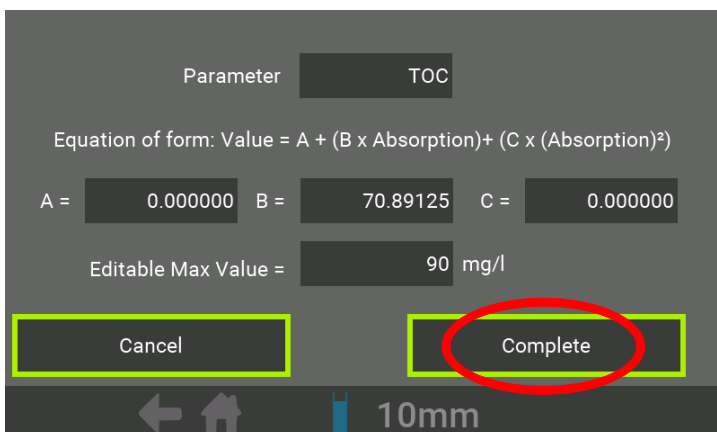 Parameter TOC
Equation of form: Value = A + (B x Absorption)+ (C x (Absorption)²)
A = 0.000000 B = 70.89125 C = 0.000000
Editable Max Value = 90 mg/l
Cancel Complete
10mm